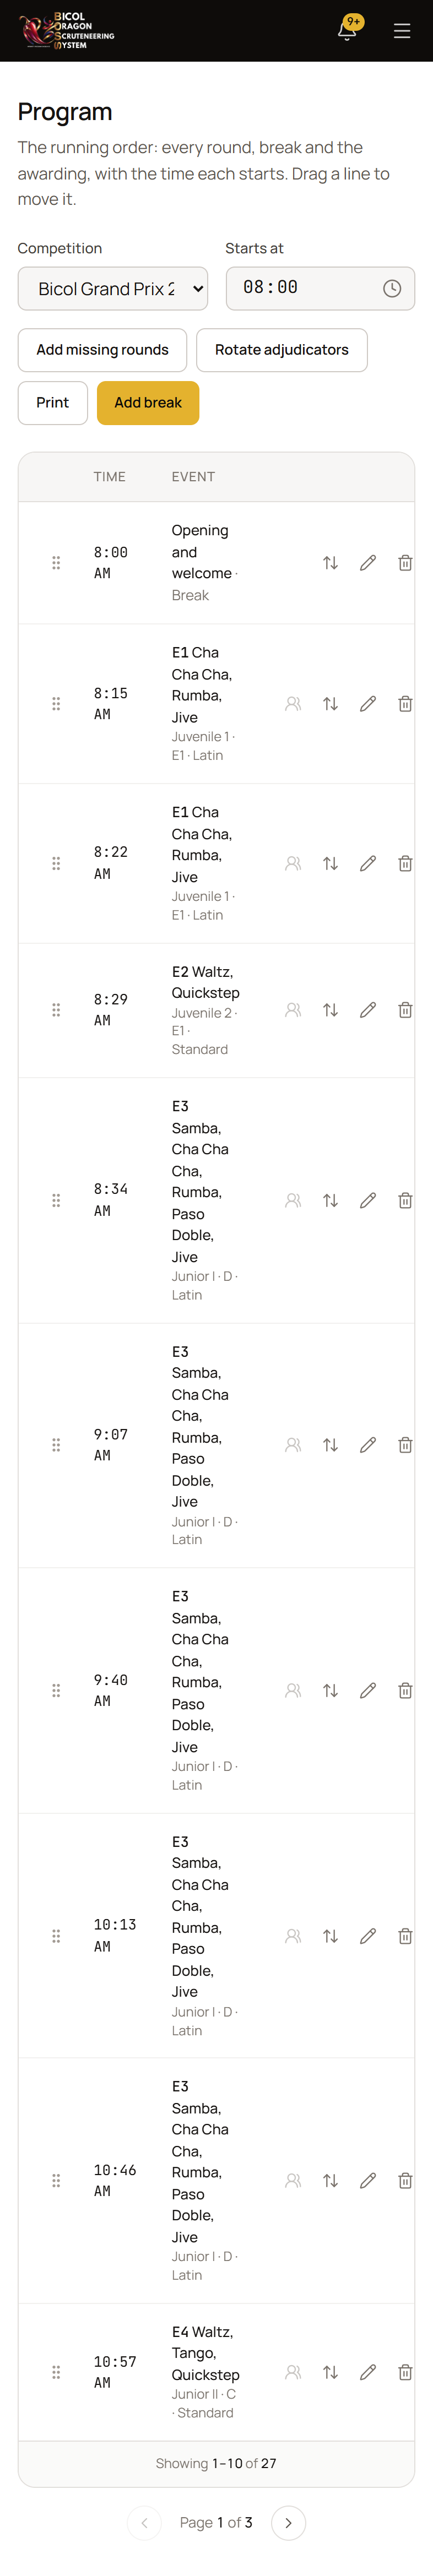 BICOL
DRAGON
SCRUTENEERING
SYSTEM
9+
Program
The running order: every round, break and the
awarding, with the time each starts. Drag a line to
move it.
Competition
Starts at
Bicol Grand Prix 2
08:00
Add missing rounds
Rotate adjudicators
Print
Add break
TIME
EVENT
8:00
AM
Opening
and
welcome ·
Break
8:15
AM
E1 Cha
Cha Cha,
Rumba,
Jive
Juvenile 1 ·
E1 · Latin
8:22
AM
E1 Cha
Cha Cha,
Rumba,
Jive
Juvenile 1 ·
E1 · Latin
8:29
AM
E2 Waltz,
Quickstep
Juvenile 2 ·
E1 ·
Standard
8:34
AM
E3
Samba,
Cha Cha
Cha,
Rumba,
Paso
Doble,
Jive
Junior I · D ·
Latin
9:07
AM
E3
Samba,
Cha Cha
Cha,
Rumba,
Paso
Doble,
Jive
Junior I · D ·
Latin
9:40
AM
E3
Samba,
Cha Cha
Cha,
Rumba,
Paso
Doble,
Jive
Junior I · D ·
Latin
10:13
AM
E3
Samba,
Cha Cha
Cha,
Rumba,
Paso
Doble,
Jive
Junior I · D ·
Latin
10:46
AM
E3
Samba,
Cha Cha
Cha,
Rumba,
Paso
Doble,
Jive
Junior I · D ·
Latin
10:57
AM
E4 Waltz,
Tango,
Quickstep
Junior II · C
· Standard
Showing 1–10 of 27
Page 1 of 3